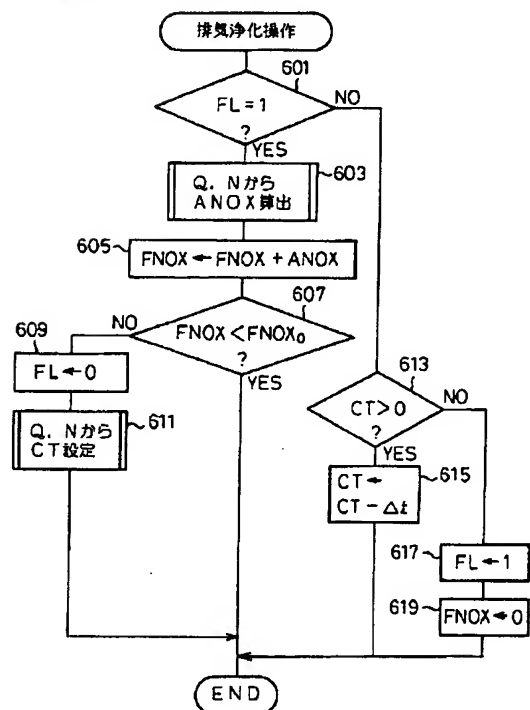 排気浄化操作
601
FL=1
?
NO
YES
603
Q. Nから
ANOX算出
605
FNOX←FNOX+ANOX
607
FNOX<FNOX₀
?
NO
YES
609
FL←0
611
Q. Nから
CT設定
613
CT>0
?
NO
YES
615
CT←
CT-Δt
617
FL←1
619
FNOX←0
END